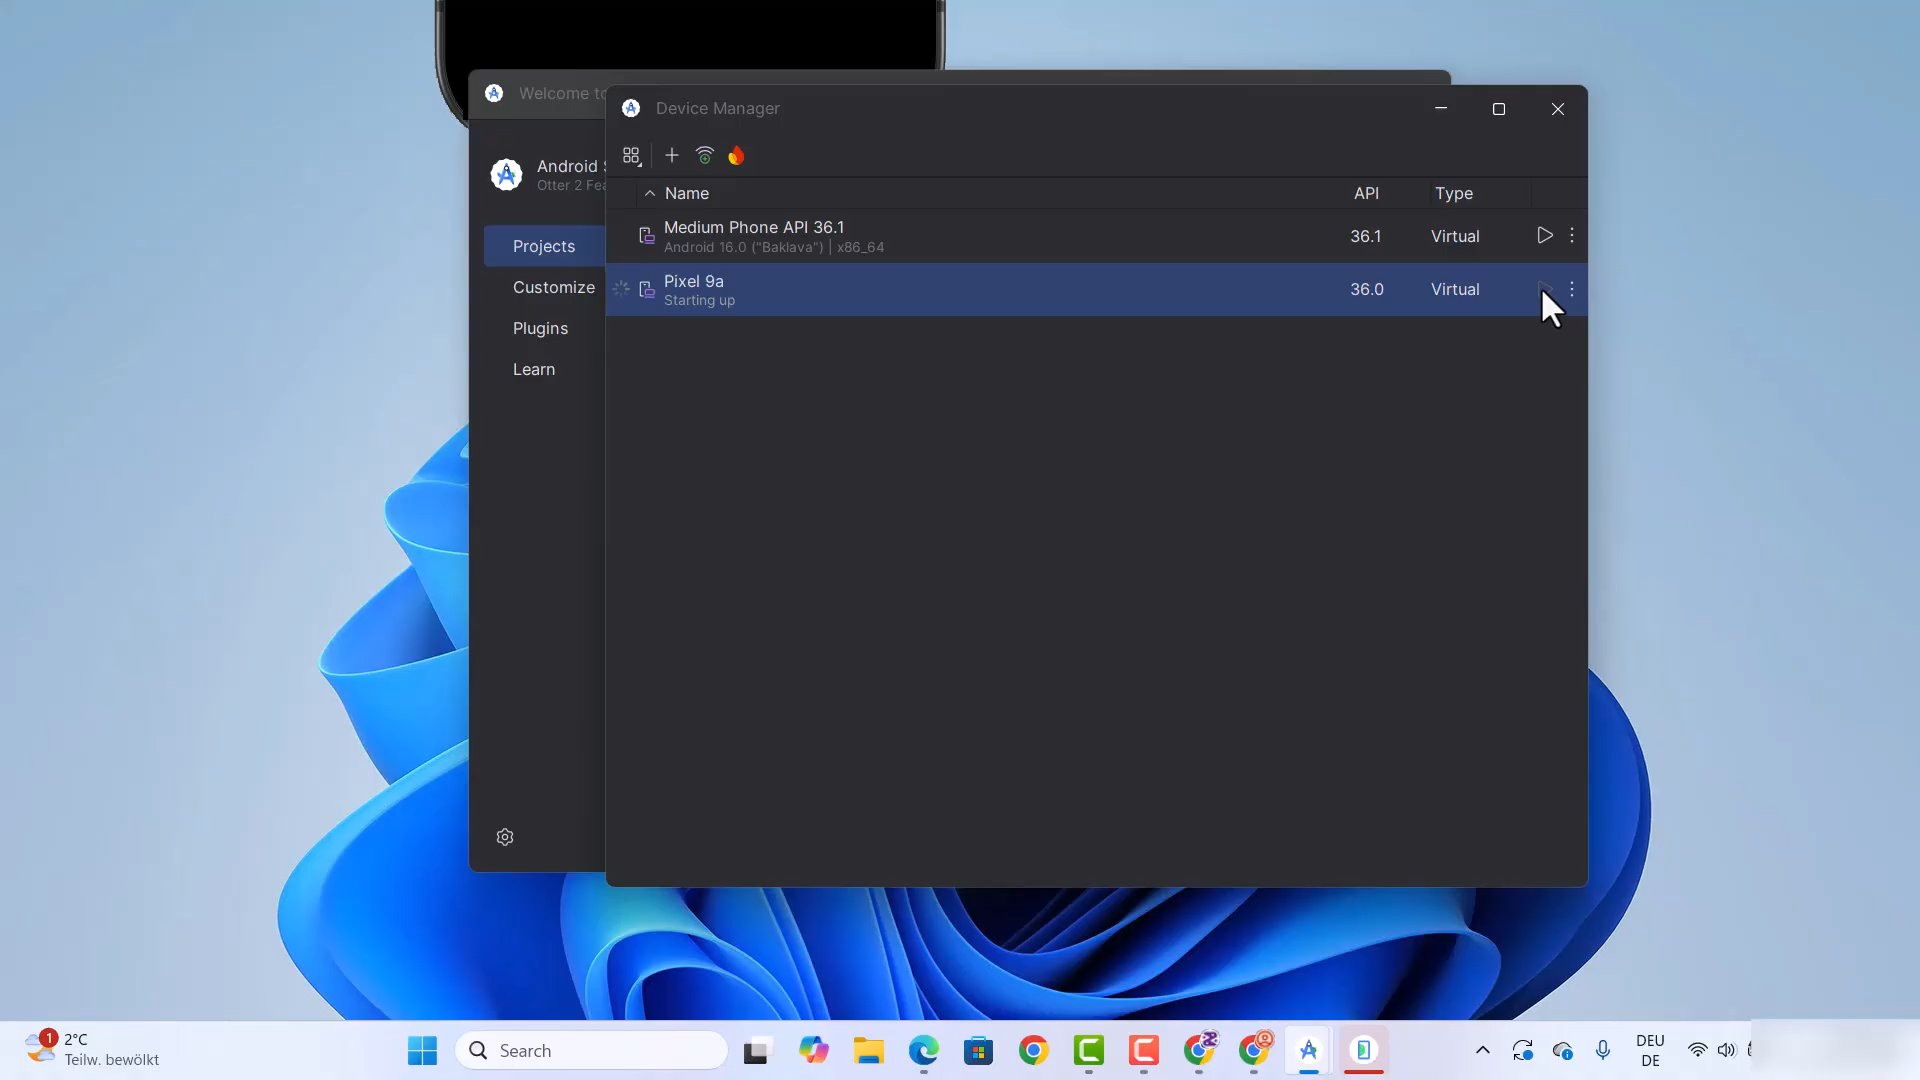 Welcome to
Device Manager
Android
Otter 2
Name
API
Type
Projects
Medium Phone API 36.1
Android 16.0 ("Baklava") | x86_64
36.1
Virtual
Customize
Pixel 9a
Starting up
36.0
Virtual
Plugins
Learn
1
2°C
Teilw. bewölkt
Search
DEU
DE